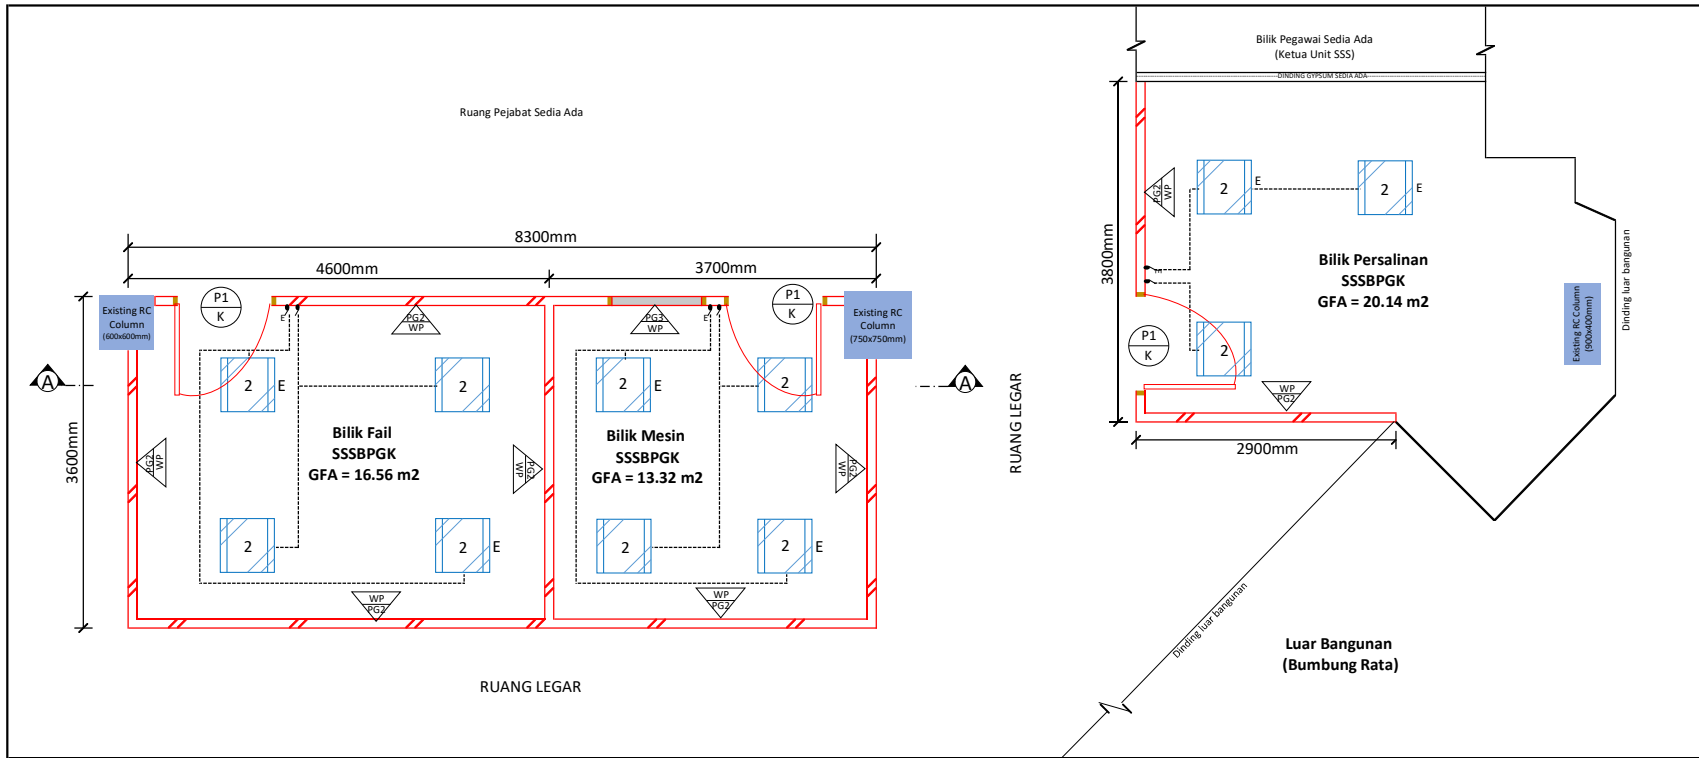 Bilik Pegawai Sedia Ada
(Ketua Unit SSS)
DINDING GYPSUM SEDIA ADA
Ruang Pejabat Sedia Ada
8300mm
4600mm
3700mm
3600mm
Existing RC
Column
(600x600mm)
P1
K
E
PG2
WP
PG3
WP
E
P1
K
Existing RC
Column
(750x750mm)
A
2
E
2
2
E
2
A
Bilik Fail
SSSBPGK
GFA = 16.56 m2
Bilik Mesin
SSSBPGK
GFA = 13.32 m2
PG2
WP
PG2
WP
PG2
WP
2
2
E
2
2
E
WP
PG2
WP
PG2
RUANG LEGAR
RUANG LEGAR
3800mm
PG2
WP
2
E
2
E
Bilik Persalinan
SSSBPGK
GFA = 20.14 m2
P1
K
2
WP
PG2
2900mm
Existing RC Column
(900x400mm)
Dinding luar bangunan
Dinding luar bangunan
Luar Bangunan
(Bumbung Rata)